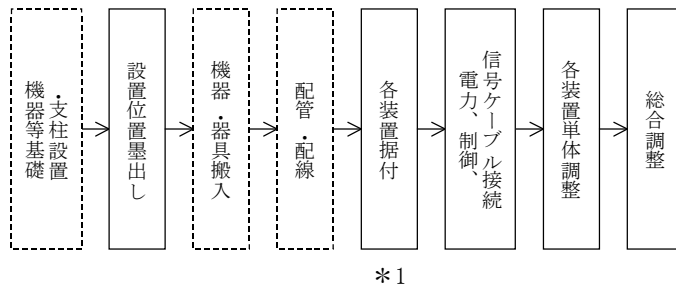 機器等基礎
・支柱設置
設置位置墨出し
機器・器具搬入
配管・配線
各装置据付
電力、制御、
信号ケーブル接続
各装置単体調整
総合調整
＊1